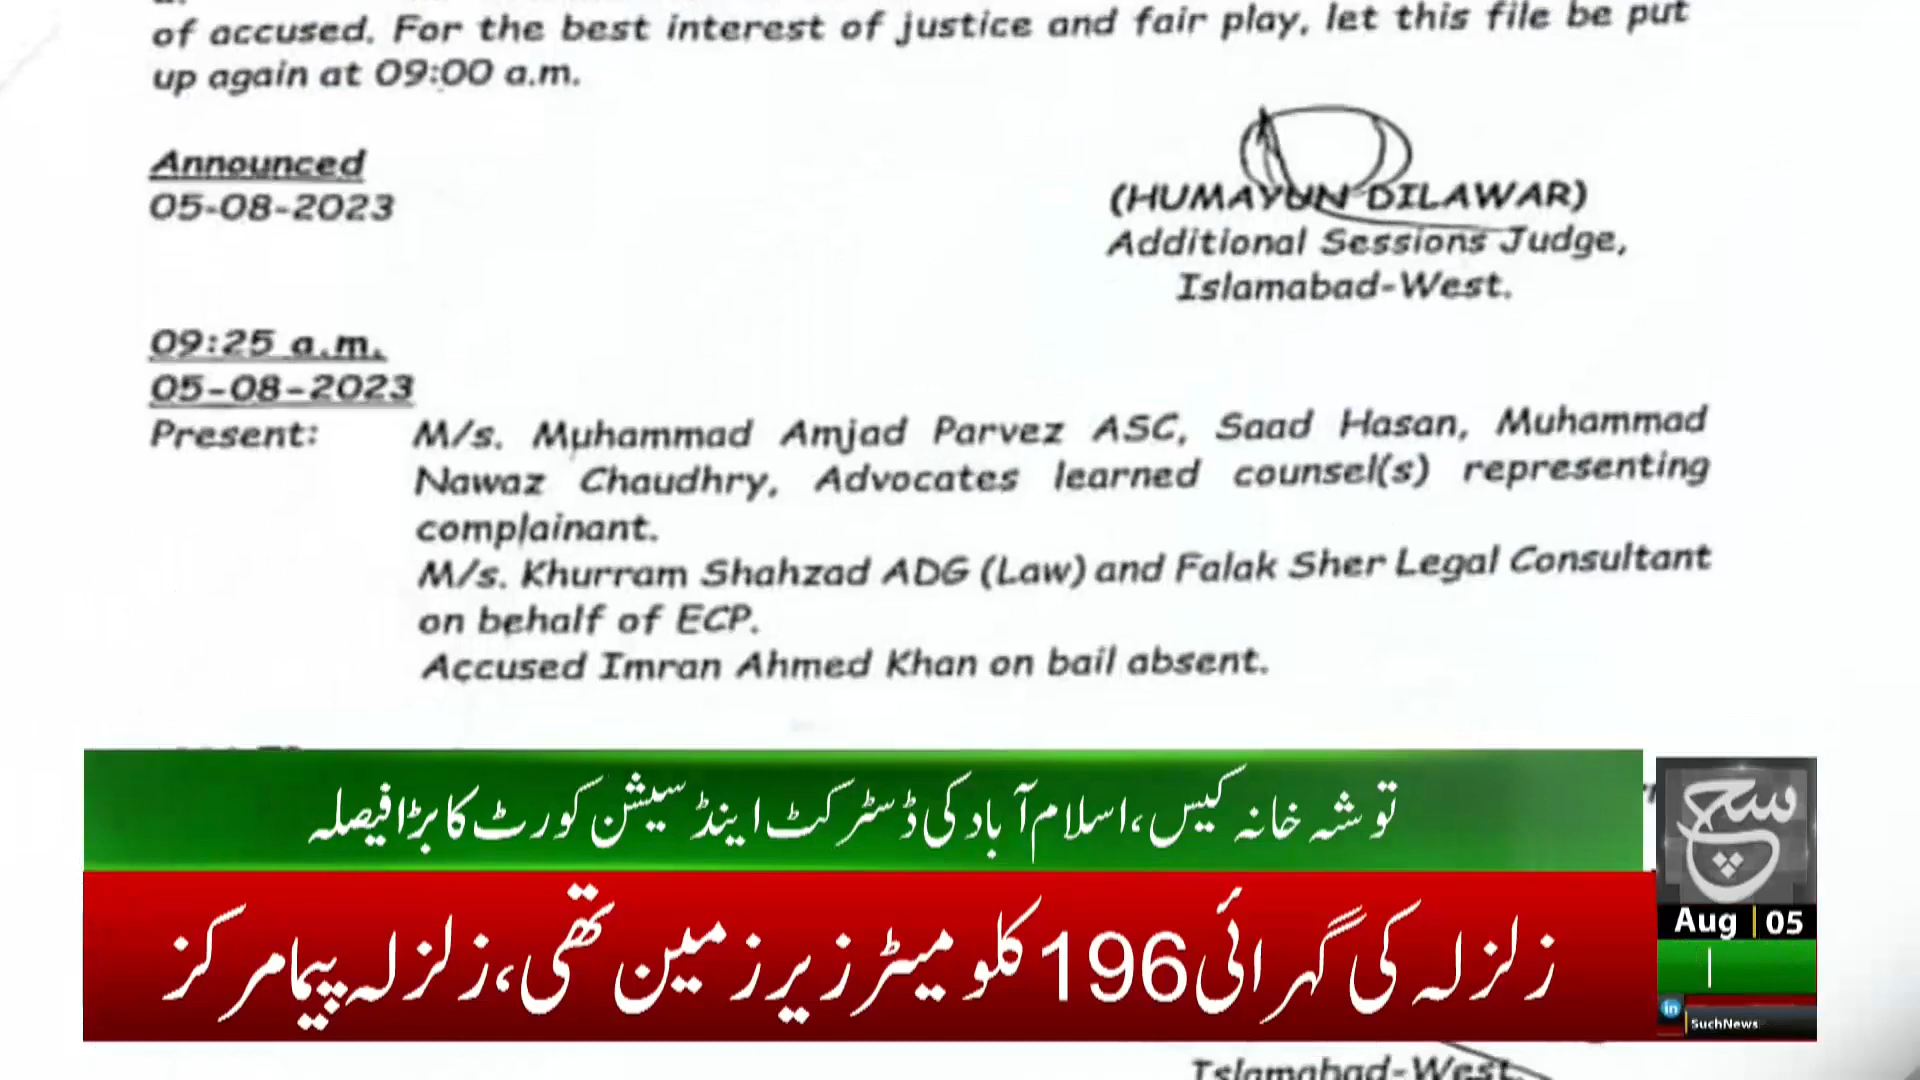 of accused. For the best interest of justice and fair play, let this file be put
up again at 09:00 a.m.
Announced
05-08-2023
(HUMAYUN DILAWAR)
Additional Sessions Judge,
Islamabad-West.
09:25 a.m.
05-08-2023
Present: M/s. Muhammad Amjad Parvez ASC, Saad Hasan, Muhammad
Nawaz Chaudhry, Advocates learned counsel(s) representing
complainant.
M/s. Khurram Shahzad ADG (Law) and Falak Sher Legal Consultant
on behalf of ECP.
Accused Imran Ahmed Khan on bail absent.
توشہ خانہ کیس، اسلام آباد کی ڈسٹرکٹ اینڈ سیشن کورٹ کا بڑا فیصلہ
زلزلہ کی گہرائی 196 کلومیٹر زیر زمین تھی، زلزلہ پیما مرکز
سچ
Aug | 05
in
SuchNews
Islamabad-West.